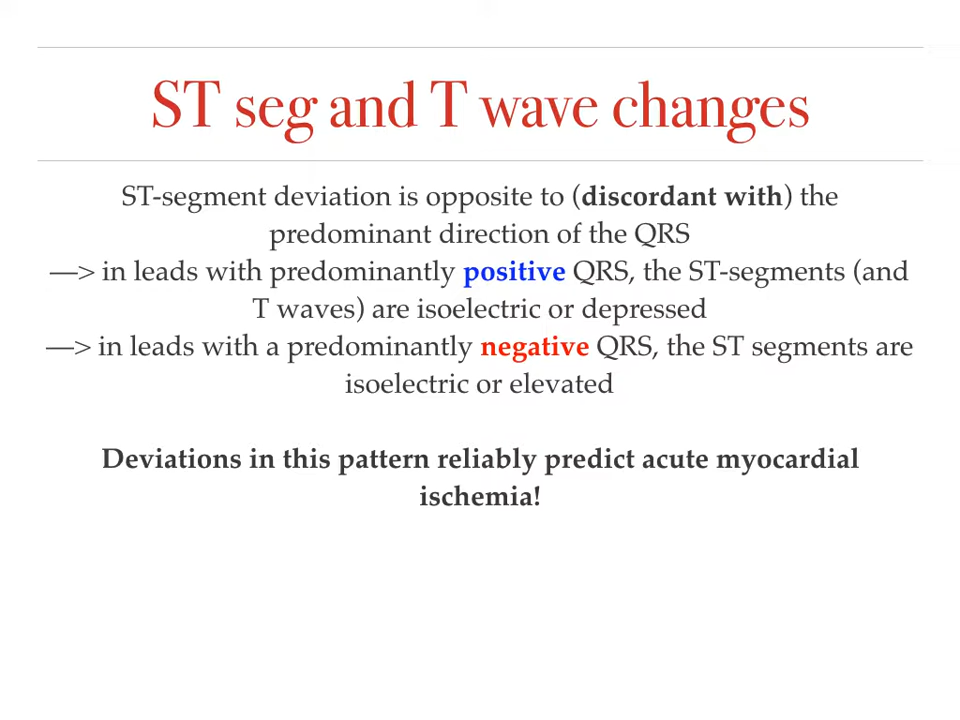 ST seg and T wave changes
ST-segment deviation is opposite to (discordant with) the
predominant direction of the QRS
—> in leads with predominantly positive QRS, the ST-segments (and
T waves) are isoelectric or depressed
—> in leads with a predominantly negative QRS, the ST segments are
isoelectric or elevated
Deviations in this pattern reliably predict acute myocardial
ischemia!